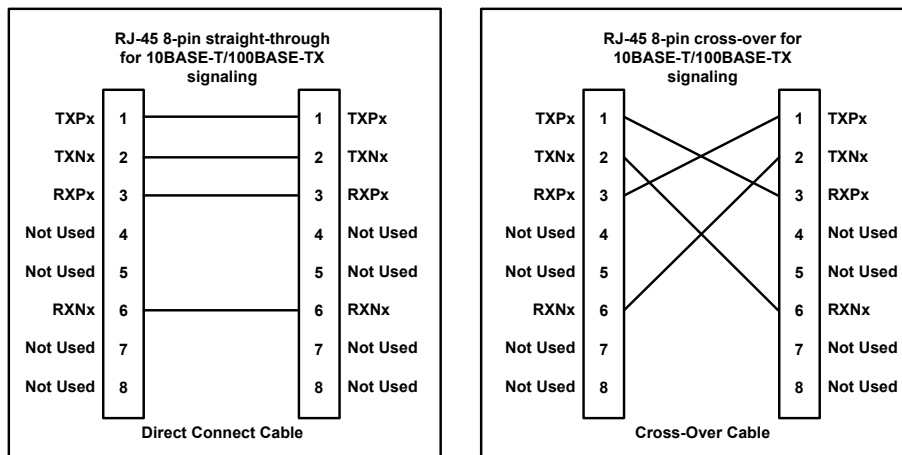 RJ-45 8-pin straight-through
for 10BASE-T/100BASE-TX
signaling
TXPx 1 1 TXPx
TXNx 2 2 TXNx
RXPx 3 3 RXPx
Not Used 4 4 Not Used
Not Used 5 5 Not Used
RXNx 6 6 RXNx
Not Used 7 7 Not Used
Not Used 8 8 Not Used
Direct Connect Cable
RJ-45 8-pin cross-over for
10BASE-T/100BASE-TX
signaling
TXPx 1 1 TXPx
TXNx 2 2 TXNx
RXPx 3 3 RXPx
Not Used 4 4 Not Used
Not Used 5 5 Not Used
RXNx 6 6 RXNx
Not Used 7 7 Not Used
Not Used 8 8 Not Used
Cross-Over Cable